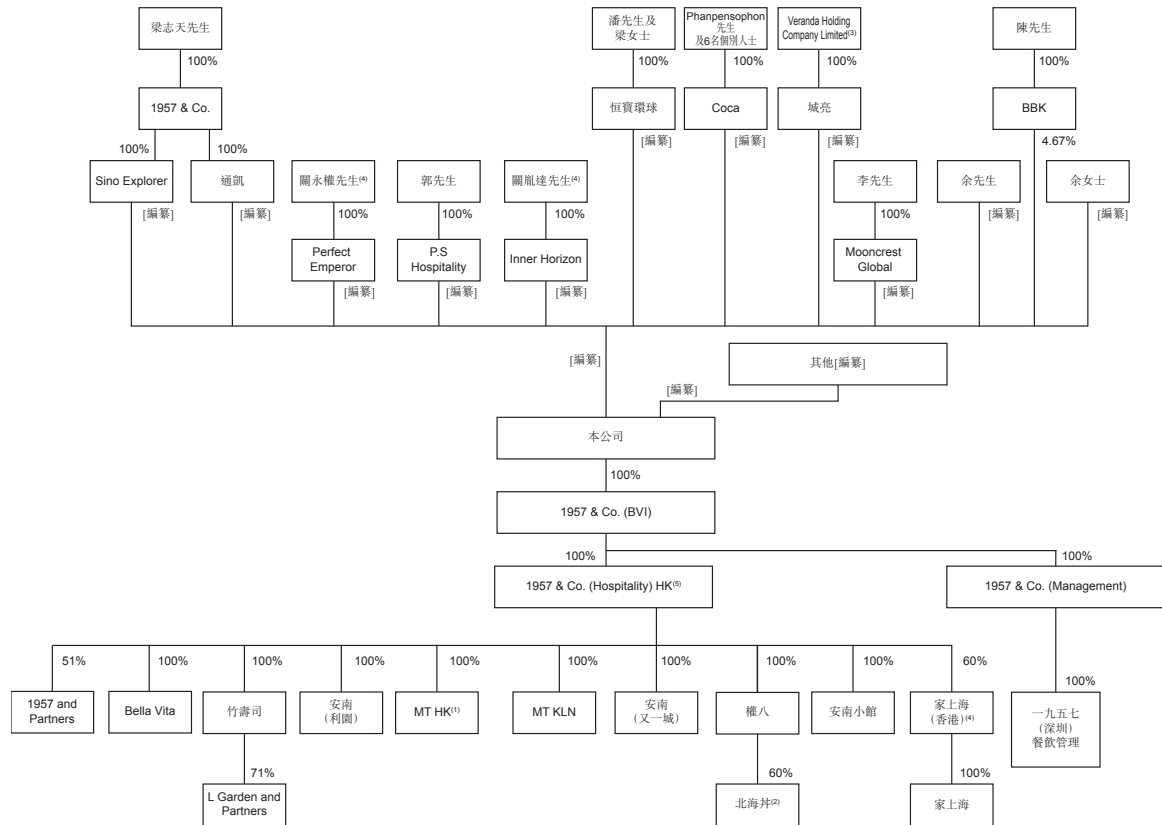 梁志天先生
潘先生及
梁女士
Phanpensophon
先生
及6名個別人士
Veranda Holding
Company Limited(3)
陳先生
100%
100%
100%
100%
100%
1957 & Co.
恒寶環球
Coca
城亮
BBK
100%
100%
[編纂]
[編纂]
[編纂]
4.67%
Sino Explorer
通凱
關永權先生(4)
郭先生
關胤達先生(4)
李先生
余先生
余女士
[編纂]
[編纂]
100%
100%
100%
100%
[編纂]
[編纂]
Perfect
Emperor
P.S
Hospitality
Inner Horizon
Mooncrest
Global
[編纂]
[編纂]
[編纂]
[編纂]
[編纂]
其他[編纂]
[編纂]
本公司
100%
1957 & Co. (BVI)
100%
100%
1957 & Co. (Hospitality) HK(5)
1957 & Co. (Management)
51%
100%
100%
100%
100%
100%
100%
100%
100%
60%
100%
1957 and
Partners
Bella Vita
竹壽司
安南
(利園)
MT HK(1)
MT KLN
安南
(又一城)
權八
安南小館
家上海
(香港)(4)
一九五七
(深圳)
餐飲管理
71%
60%
100%
L Garden and
Partners
北海丼(2)
家上海